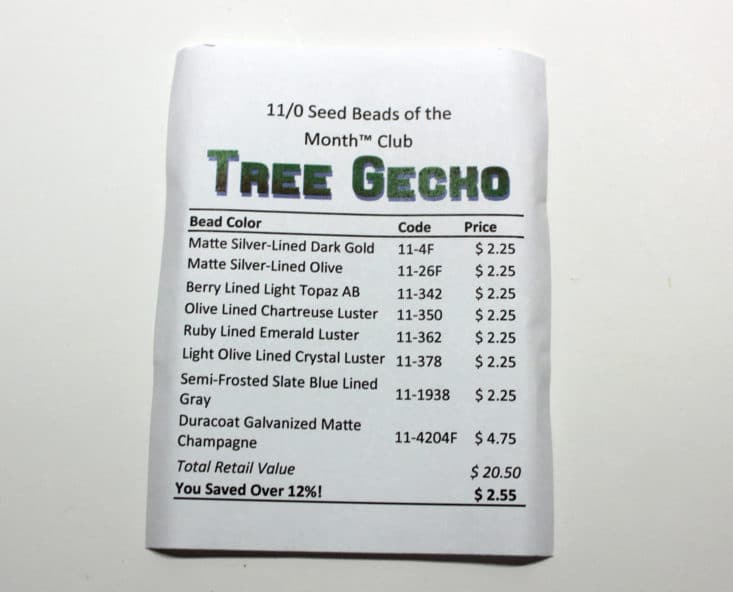 11/0 Seed Beads of the
Month™ Club
TREE GECHO
Bead Color Code Price
Matte Silver-Lined Dark Gold 11-4F $ 2.25
Matte Silver-Lined Olive 11-26F $ 2.25
Berry Lined Light Topaz AB 11-342 $ 2.25
Olive Lined Chartreuse Luster 11-350 $ 2.25
Ruby Lined Emerald Luster 11-362 $ 2.25
Light Olive Lined Crystal Luster 11-378 $ 2.25
Semi-Frosted Slate Blue Lined
Gray 11-1938 $ 2.25
Duracoat Galvanized Matte
Champagne 11-4204F $ 4.75
Total Retail Value $ 20.50
You Saved Over 12%! $ 2.55